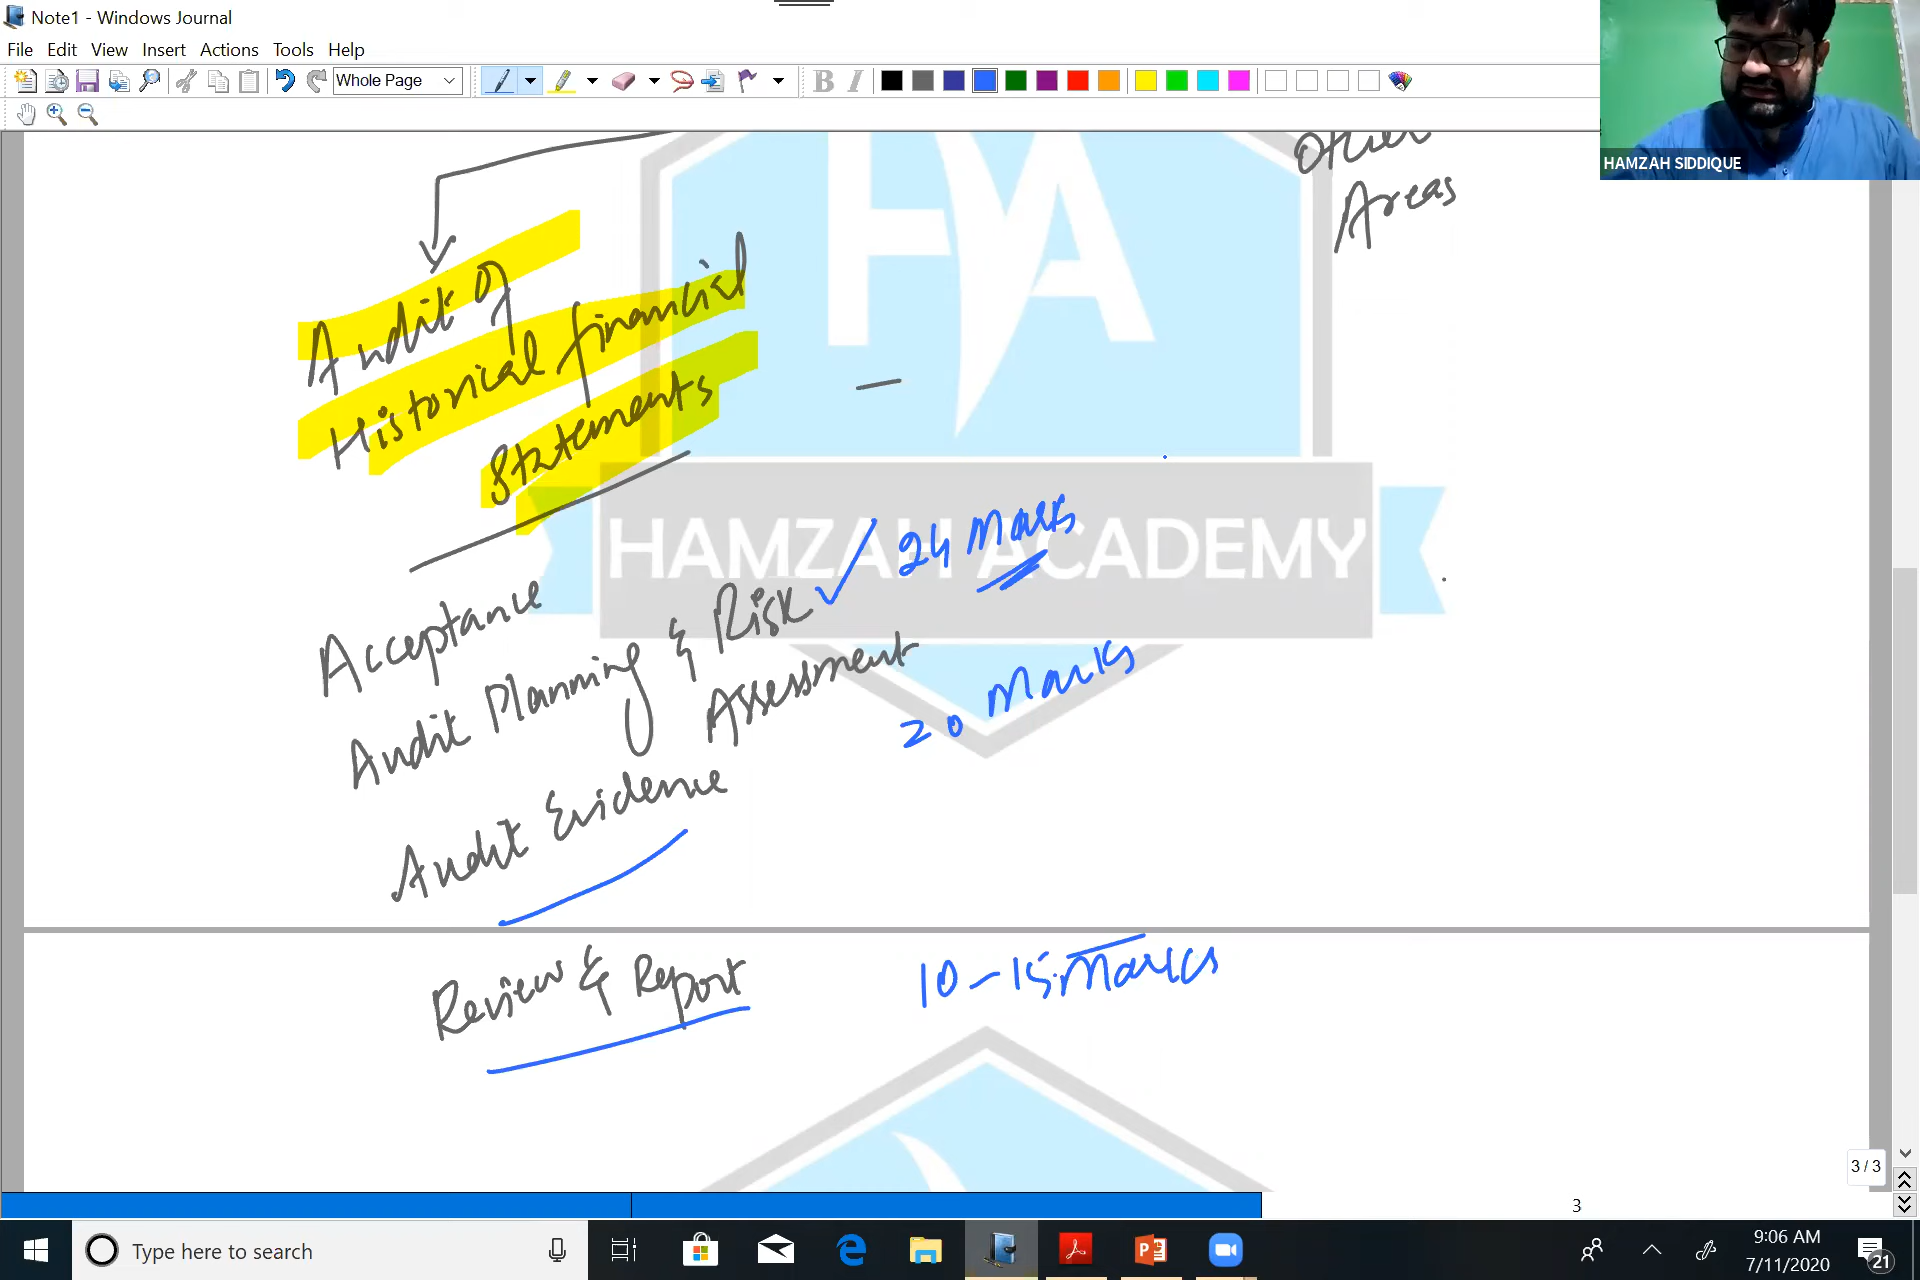 Note1 - Windows Journal
File Edit View Insert Actions Tools Help
Whole Page
B I
HAMZAH SIDDIQUE
HA
Other
Areas
Audit of
Historical financial
Statements
HAMZAH ACADEMY
24 Marks
Acceptance
Audit Planning & Risk
Assessment
20 Marks
Audit Evidence
Review & Report
10-15 Marks
3 / 3
3
Type here to search
9:06 AM
7/11/2020
21